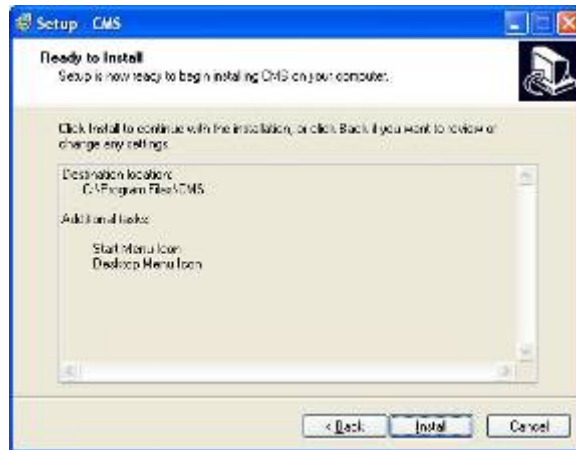 Setup CMS
Ready to Install
Setup is now ready to begin installing CMS on your computer.
Click Install to continue with the installation, or click Back if you want to review or
change any settings.
Destination location:
C:\Program Files\CMS
Additional tasks:
Start Menu Icon
Desktop Menu Icon
< Back
Install
Cancel